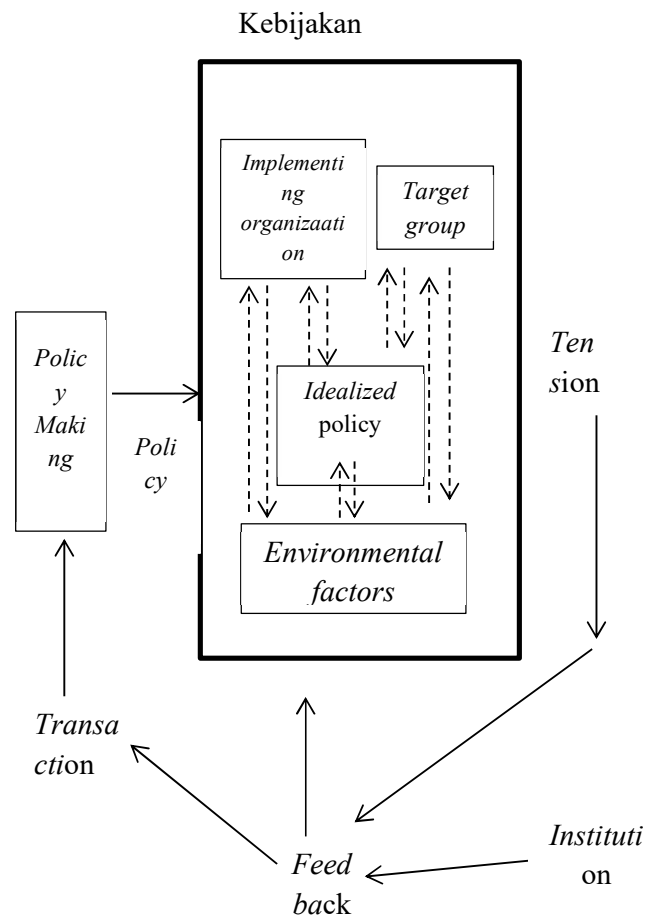 Kebijakan
Implementi
ng
organizaati
on
Target
group
Polic
y
Maki
ng
Poli
cy
Idealized
policy
Ten
sion
Environmental
factors
Transa
ction
Feed
back
Instituti
on